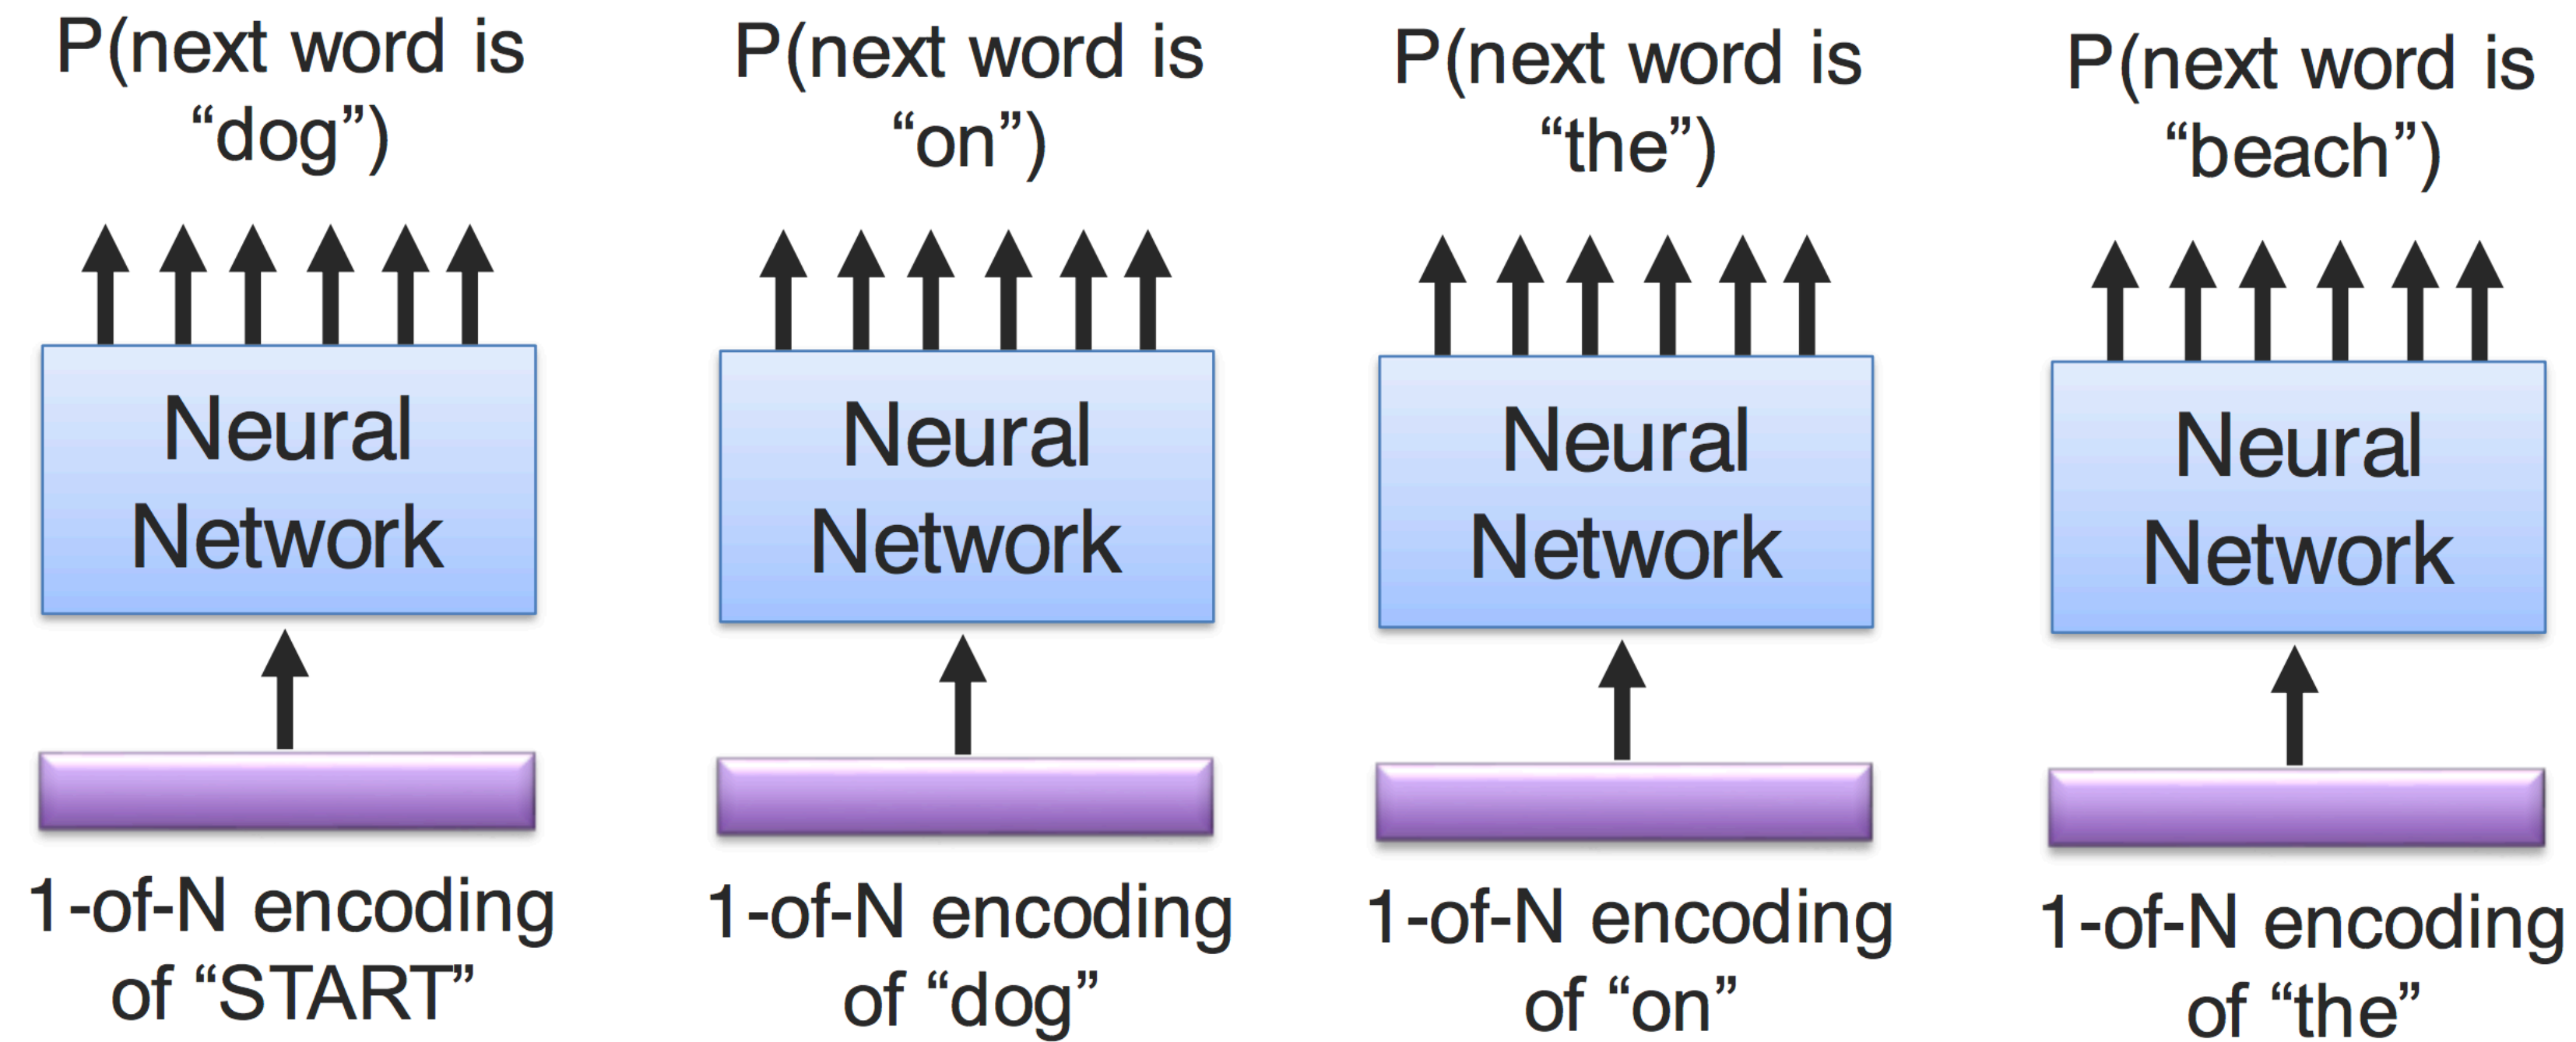 P(next word is
“dog”)
P(next word is
“on”)
P(next word is
“the”)
P(next word is
“beach”)
Neural
Network
Neural
Network
Neural
Network
Neural
Network
1-of-N encoding
of “START”
1-of-N encoding
of “dog”
1-of-N encoding
of “on”
1-of-N encoding
of “the”